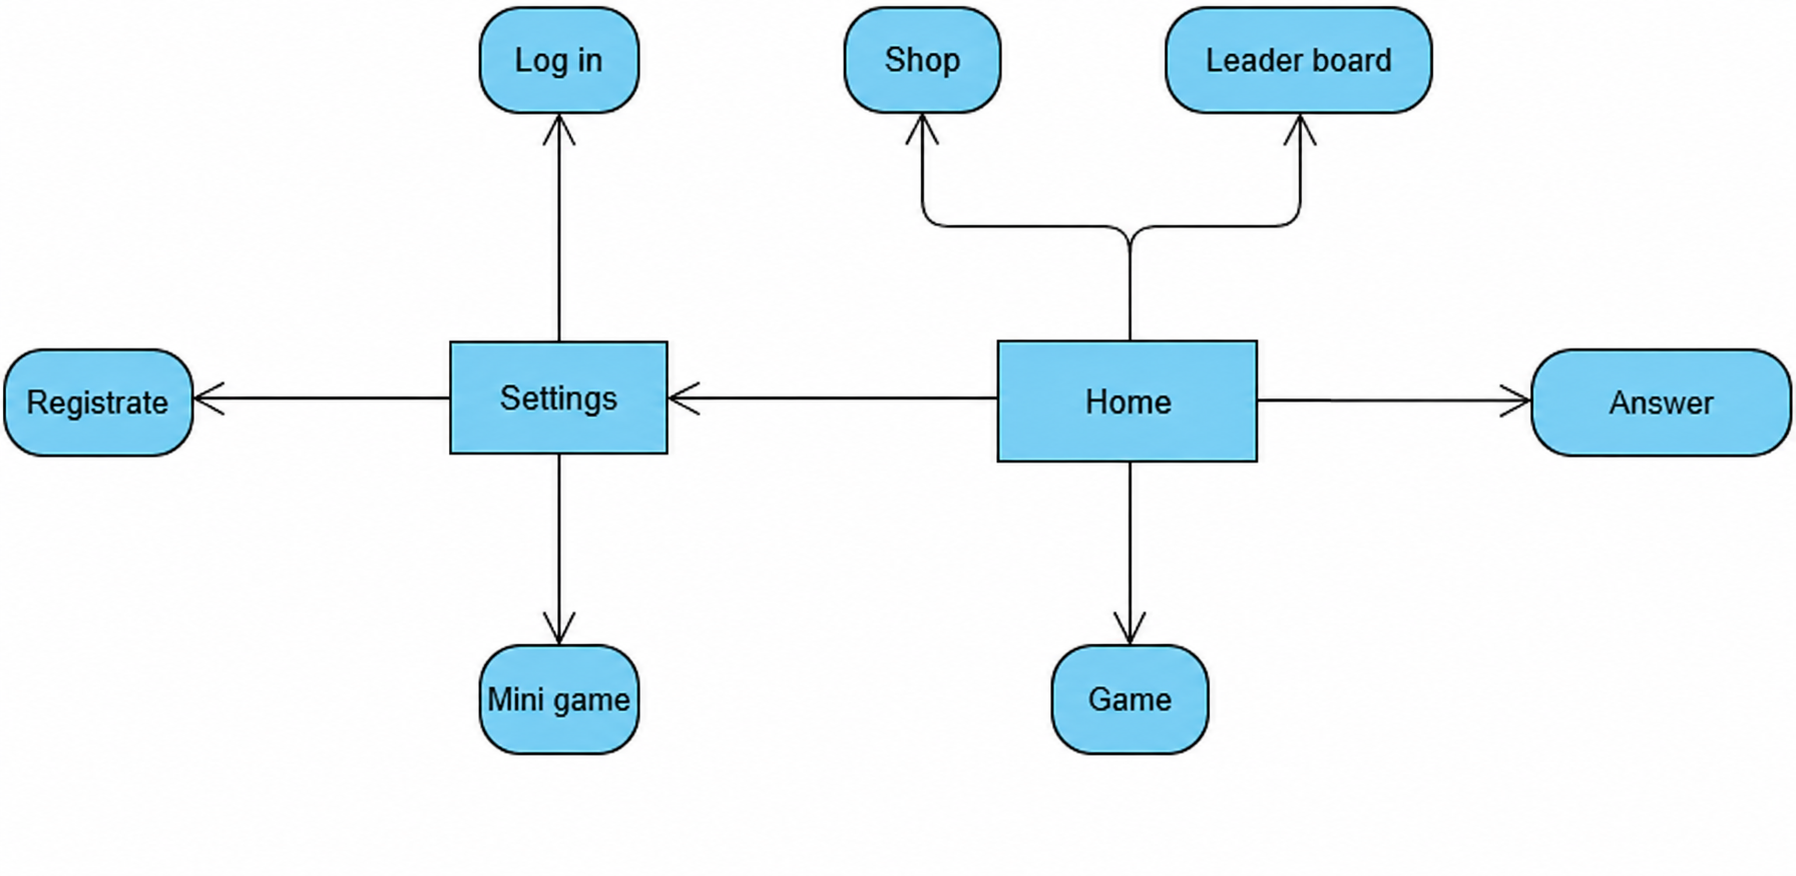 Log in
Shop
Leader board
Registrate
Settings
Home
Answer
Mini game
Game